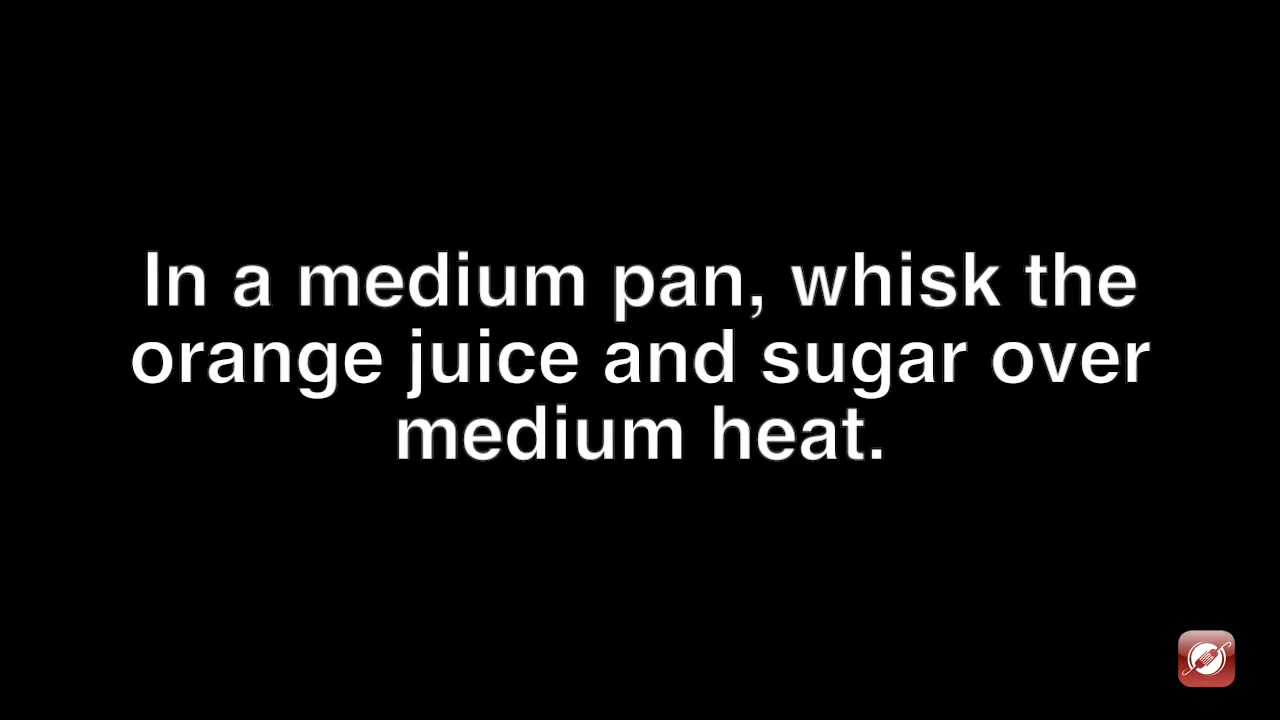 In a medium pan, whisk the
orange juice and sugar over
medium heat.